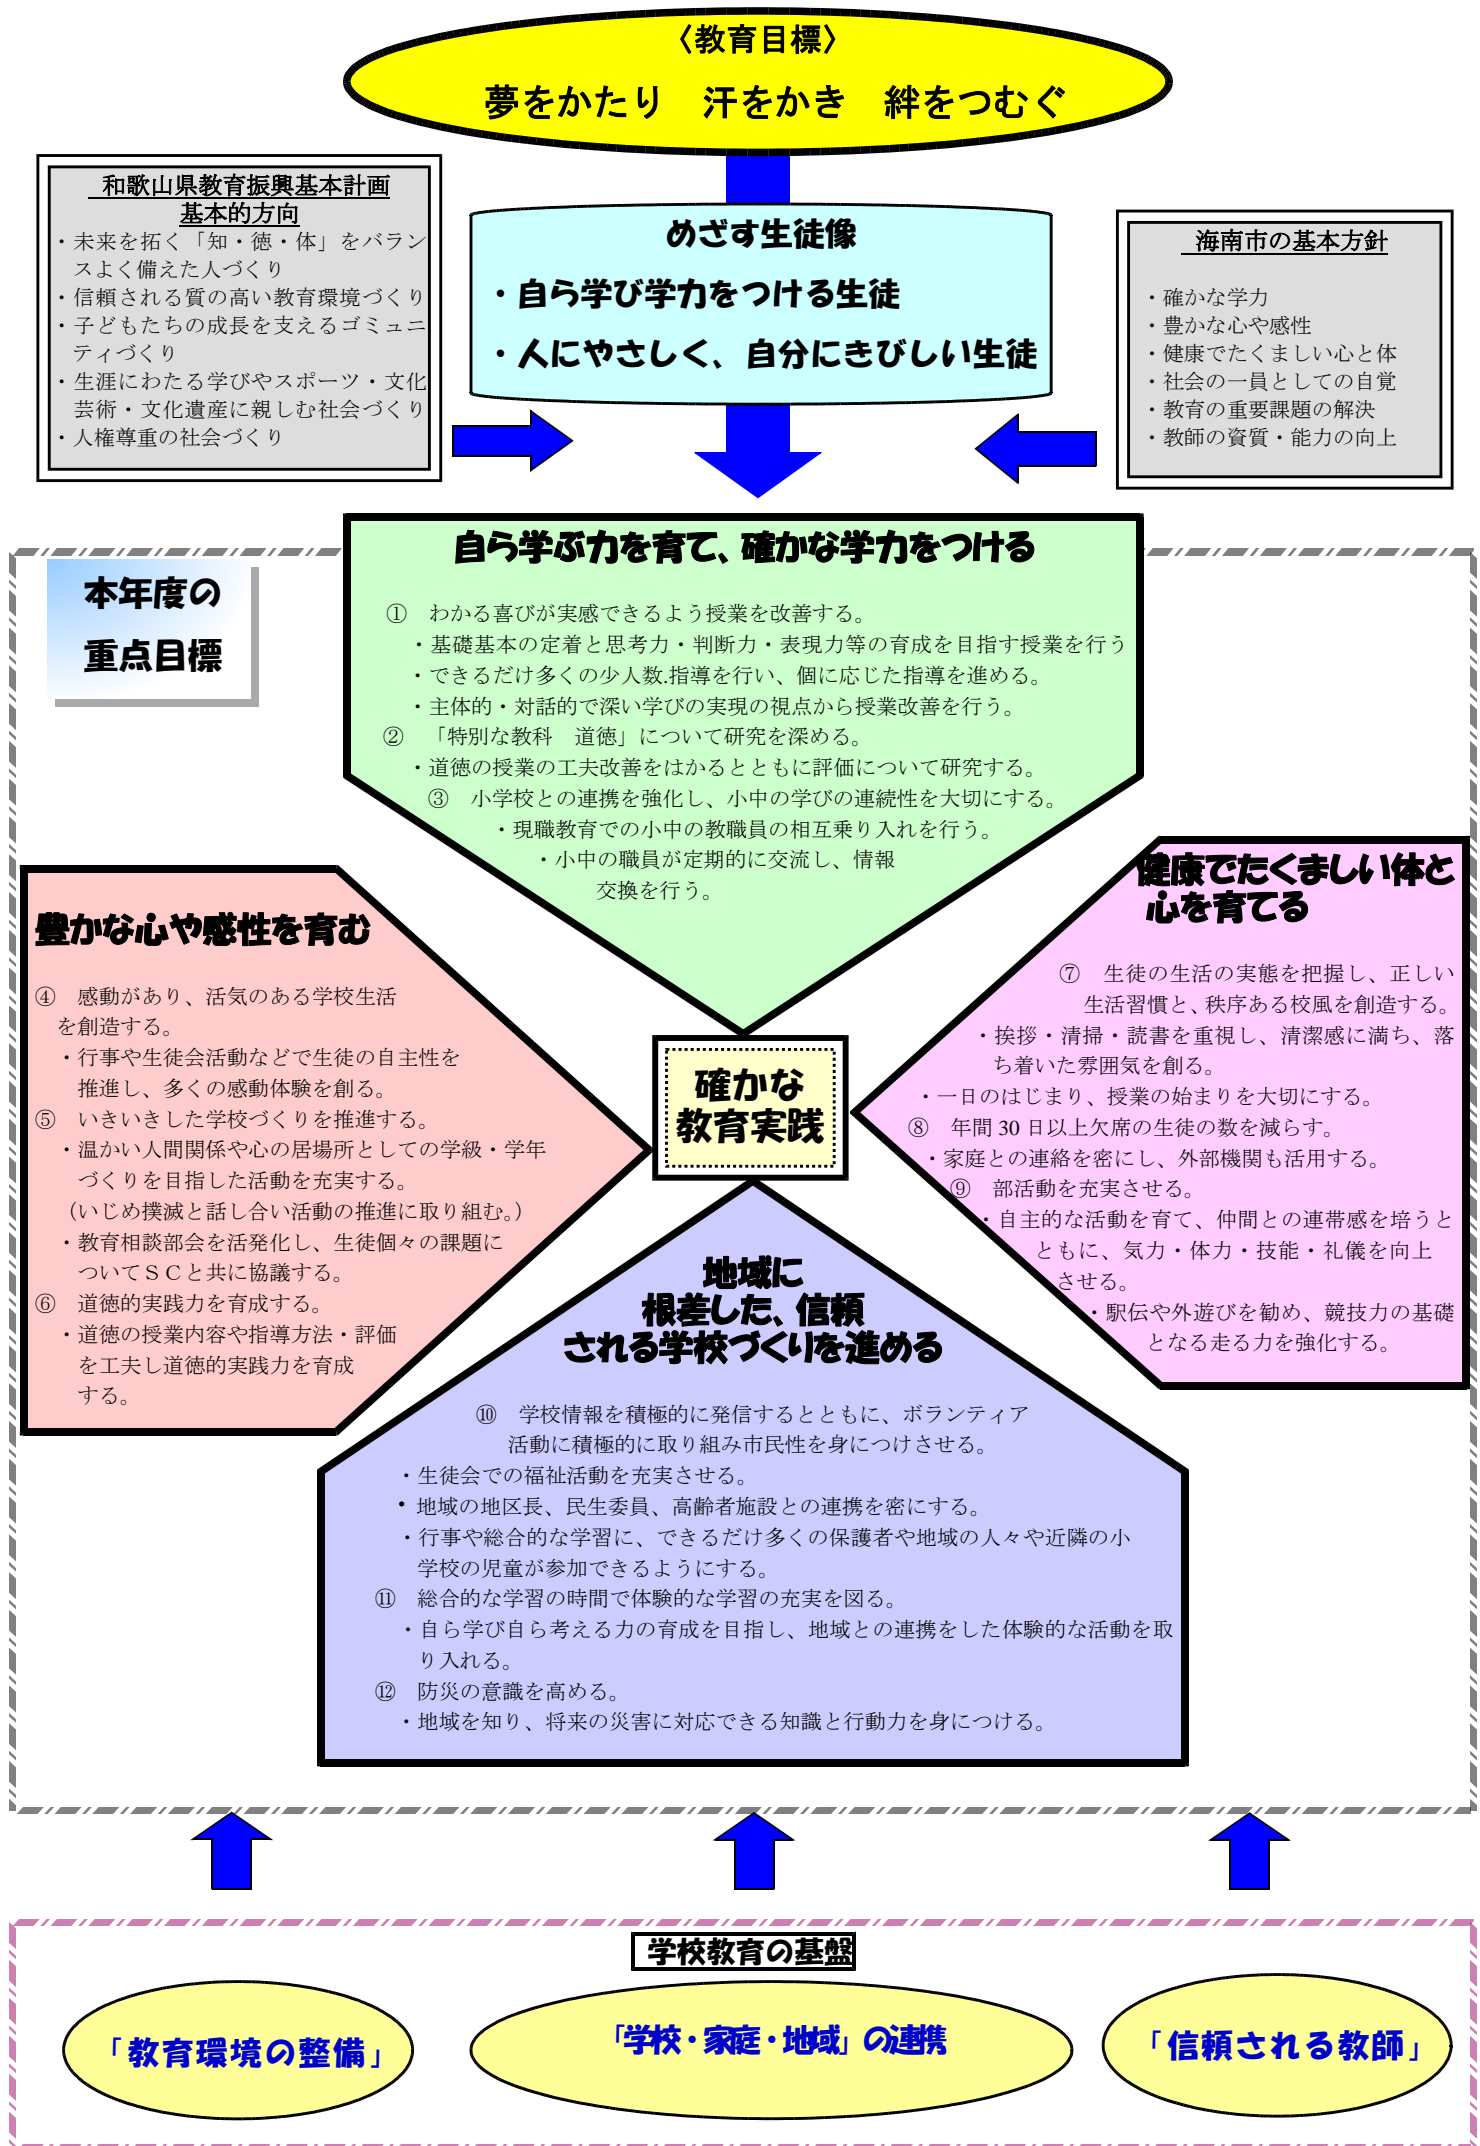 〈教育目標〉
夢をかたり　汗をかき　絆をつむぐ
和歌山県教育振興基本計画
基本的方向
・未来を拓く「知・徳・体」をバラン
スよく備えた人づくり
・信頼される質の高い教育環境づくり
・子どもたちの成長を支えるゴミュニ
ティづくり
・生涯にわたる学びやスポーツ・文化
芸術・文化遺産に親しむ社会づくり
・人権尊重の社会づくり
めざす生徒像
・自ら学び学力をつける生徒
・人にやさしく、自分にきびしい生徒
海南市の基本方針
・確かな学力
・豊かな心や感性
・健康でたくましい心と体
・社会の一員としての自覚
・教育の重要課題の解決
・教師の資質・能力の向上
本年度の
重点目標
自ら学ぶ力を育て、確かな学力をつける
①　わかる喜びが実感できるよう授業を改善する。
・基礎基本の定着と思考力・判断力・表現力等の育成を目指す授業を行う
・できるだけ多くの少人数.指導を行い、個に応じた指導を進める。
・主体的・対話的で深い学びの実現の視点から授業改善を行う。
②　「特別な教科　道徳」について研究を深める。
・道徳の授業の工夫改善をはかるとともに評価について研究する。
③　小学校との連携を強化し、小中の学びの連続性を大切にする。
・現職教育での小中の教職員の相互乗り入れを行う。
・小中の職員が定期的に交流し、情報
交換を行う。
豊かな心や感性を育む
④　感動があり、活気のある学校生活
を創造する。
・行事や生徒会活動などで生徒の自主性を
推進し、多くの感動体験を創る。
⑤　いきいきした学校づくりを推進する。
・温かい人間関係や心の居場所としての学級・学年
づくりを目指した活動を充実する。
（いじめ撲滅と話し合い活動の推進に取り組む。）
・教育相談部会を活発化し、生徒個々の課題に
ついてＳＣと共に協議する。
⑥　道徳的実践力を育成する。
・道徳の授業内容や指導方法・評価
を工夫し道徳的実践力を育成
する。
確かな
教育実践
健康でたくましい体と
心を育てる
⑦　生徒の生活の実態を把握し、正しい
生活習慣と、秩序ある校風を創造する。
・挨拶・清掃・読書を重視し、清潔感に満ち、落
ち着いた雰囲気を創る。
・一日のはじまり、授業の始まりを大切にする。
⑧　年間 30 日以上欠席の生徒の数を減らす。
・家庭との連絡を密にし、外部機関も活用する。
⑨　部活動を充実させる。
・自主的な活動を育て、仲間との連帯感を培うと
ともに、気力・体力・技能・礼儀を向上
させる。
・駅伝や外遊びを勧め、競技力の基礎
となる走る力を強化する。
地域に
根差した、信頼
される学校づくりを進める
⑩　学校情報を積極的に発信するとともに、ボランティア
活動に積極的に取り組み市民性を身につけさせる。
・生徒会での福祉活動を充実させる。
・地域の地区長、民生委員、高齢者施設との連携を密にする。
・行事や総合的な学習に、できるだけ多くの保護者や地域の人々や近隣の小
学校の児童が参加できるようにする。
⑪　総合的な学習の時間で体験的な学習の充実を図る。
・自ら学び自ら考える力の育成を目指し、地域との連携をした体験的な活動を取
り入れる。
⑫　防災の意識を高める。
・地域を知り、将来の災害に対応できる知識と行動力を身につける。
学校教育の基盤
「教育環境の整備」
「学校・家庭・地域」の連携
「信頼される教師」